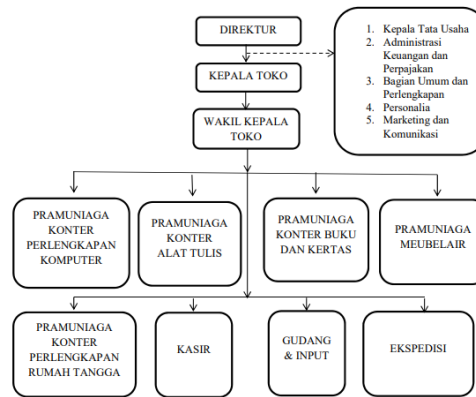 DIREKTUR
1. Kepala Tata Usaha
2. Administrasi
Keuangan dan
Perpajakan
3. Bagian Umum dan
Perlengkapan
4. Personalia
5. Marketing dan
Komunikasi
KEPALA TOKO
WAKIL KEPALA
TOKO
PRAMUNIAGA
KONTER
PERLENGKAPAN
KOMPUTER
PRAMUNIAGA
KONTER
ALAT TULIS
PRAMUNIAGA
KONTER BUKU
DAN KERTAS
PRAMUNIAGA
MEUBELAIR
PRAMUNIAGA
KONTER
PERLENGKAPAN
RUMAH TANGGA
KASIR
GUDANG
& INPUT
EKSPEDISI